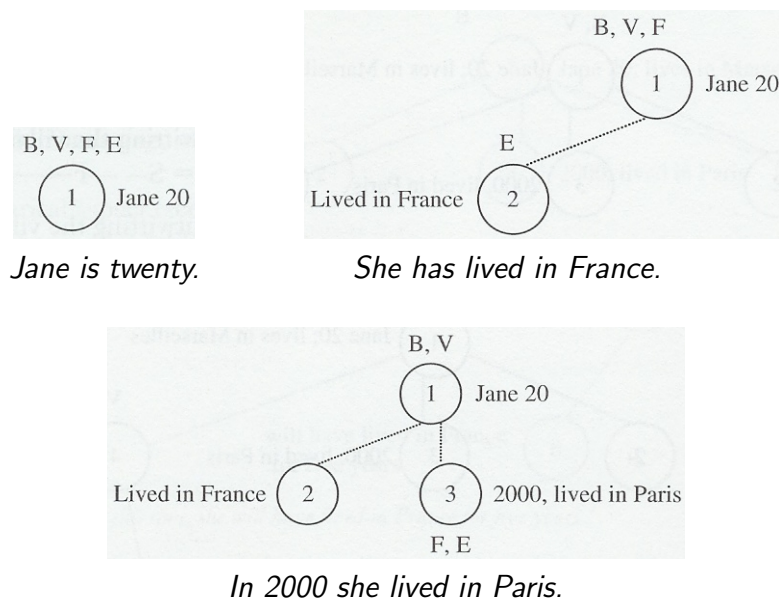 B, V, F
1 Jane 20
E
Lived in France 2
B, V, F, E
1 Jane 20
Jane is twenty.
She has lived in France.
B, V
1 Jane 20
Lived in France 2
3 2000, lived in Paris
F, E
In 2000 she lived in Paris.